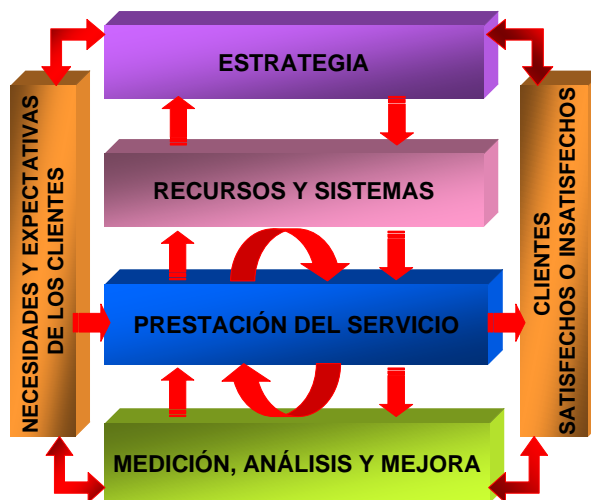 ESTRATEGIA
NECESIDADES Y EXPECTATIVAS
DE LOS CLIENTES
RECURSOS Y SISTEMAS
PRESTACIÓN DEL SERVICIO
MEDICIÓN, ANÁLISIS Y MEJORA
CLIENTES
SATISFECHOS O INSATISFECHOS